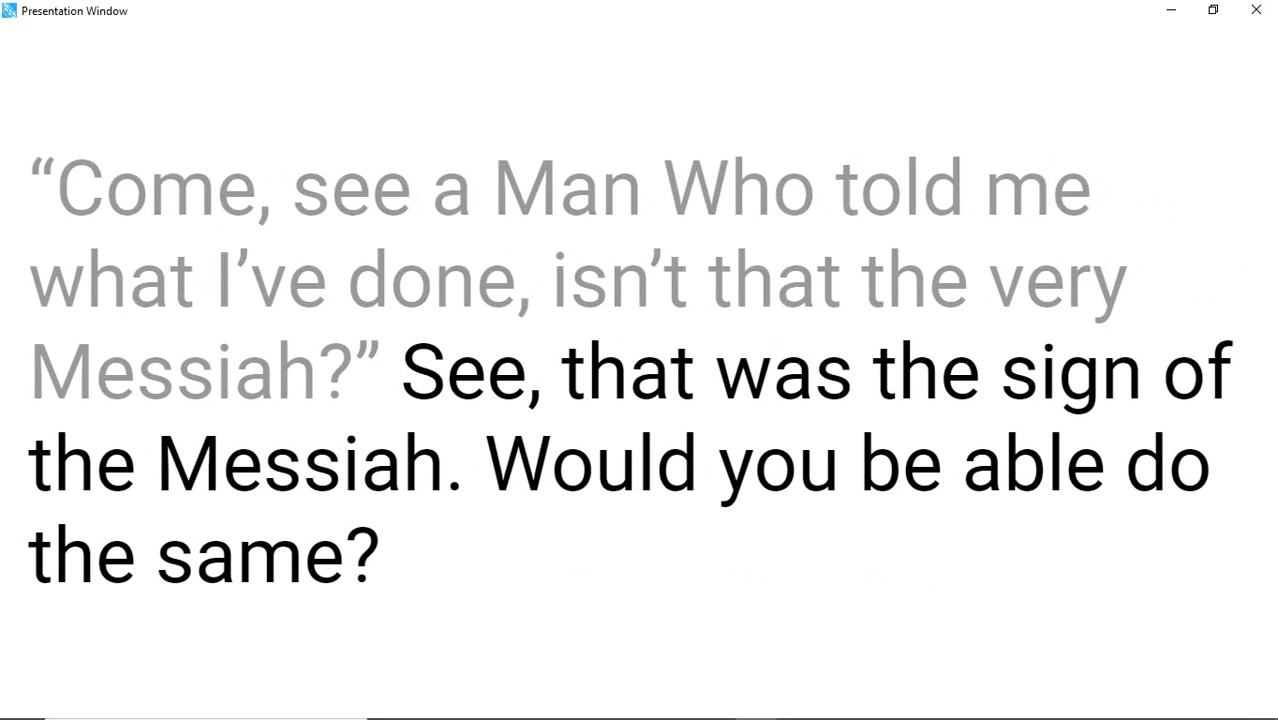 Presentation Window
“Come, see a Man Who told me
what I’ve done, isn’t that the very
Messiah?” See, that was the sign of
the Messiah. Would you be able do
the same?